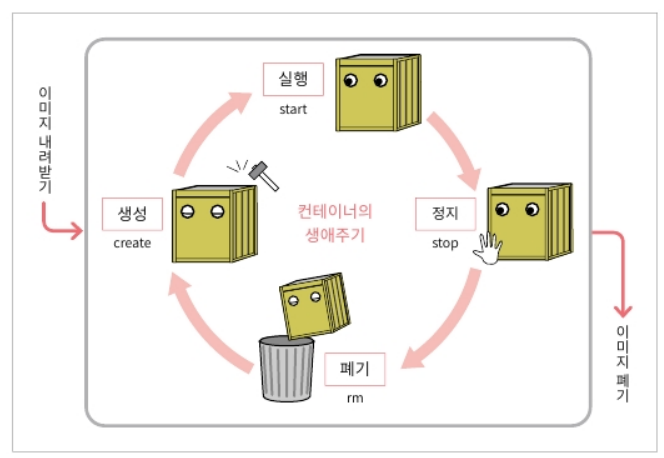 이미지 내려받기
실행
start
생성
create
컨테이너의
생애주기
정지
stop
폐기
rm
이미지 폐기